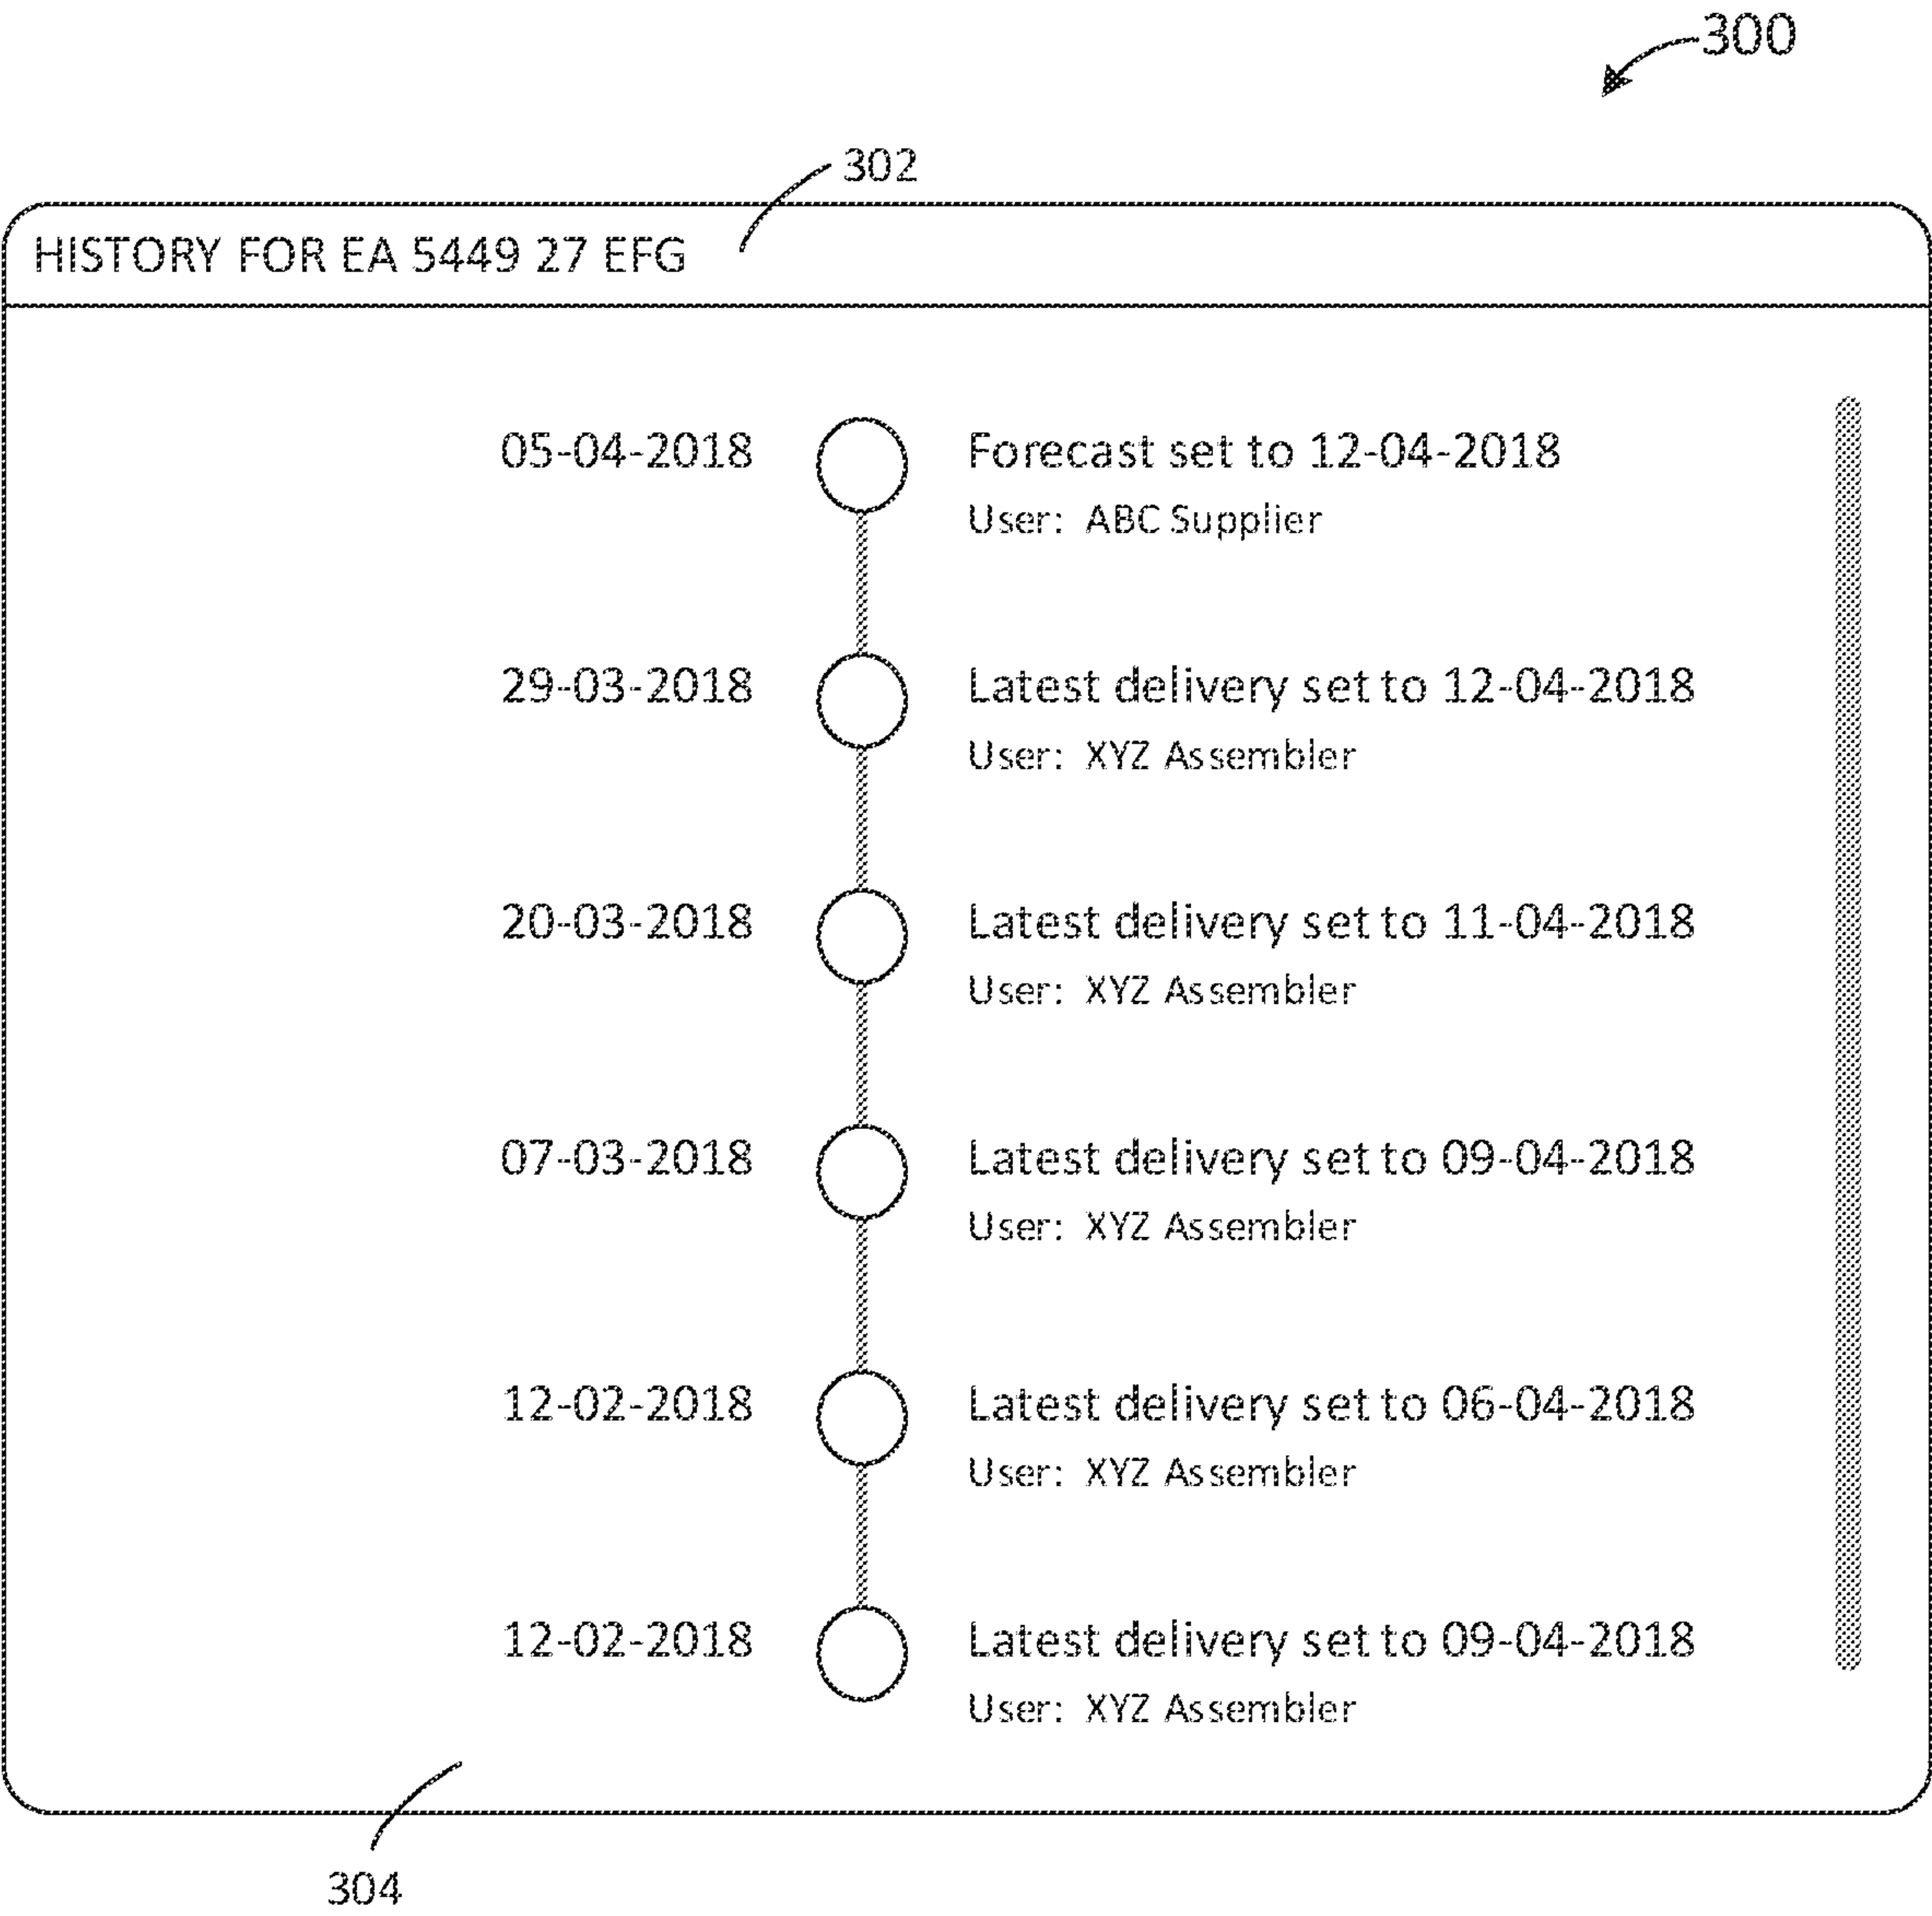 300
302
HISTORY FOR EA 5449 27 EFG
05-04-2018 Forecast set to 12-04-2018
User: ABC Supplier
29-03-2018 Latest delivery set to 12-04-2018
User: XYZ Assembler
20-03-2018 Latest delivery set to 11-04-2018
User: XYZ Assembler
07-03-2018 Latest delivery set to 09-04-2018
User: XYZ Assembler
12-02-2018 Latest delivery set to 06-04-2018
User: XYZ Assembler
12-02-2018 Latest delivery set to 09-04-2018
User: XYZ Assembler
304